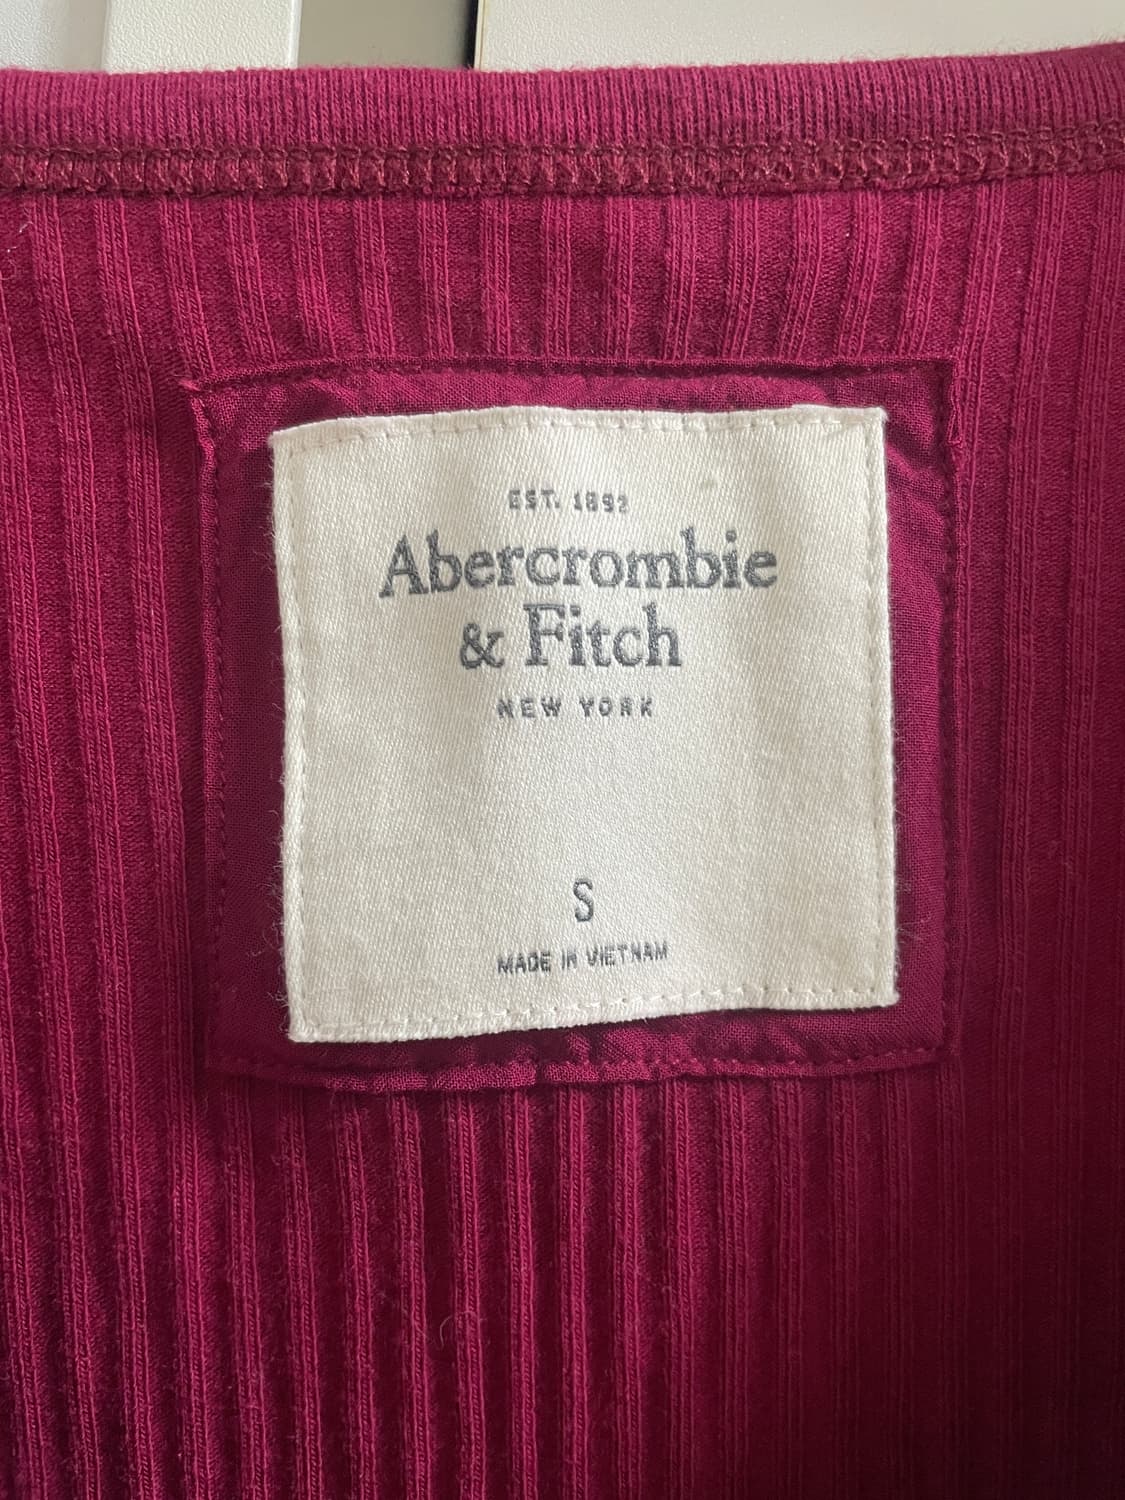 EST. 1892
Abercrombie
& Fitch
NEW YORK
S
MADE IN VIETNAM